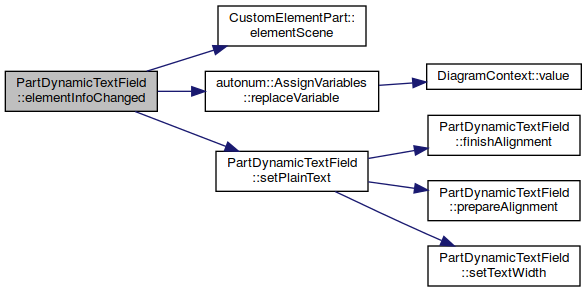 PartDynamicTextField
::elementInfoChanged
CustomElementPart::
elementScene
autonum::AssignVariables
::replaceVariable
DiagramContext::value
PartDynamicTextField
::setPlainText
PartDynamicTextField
::finishAlignment
PartDynamicTextField
::prepareAlignment
PartDynamicTextField
::setTextWidth